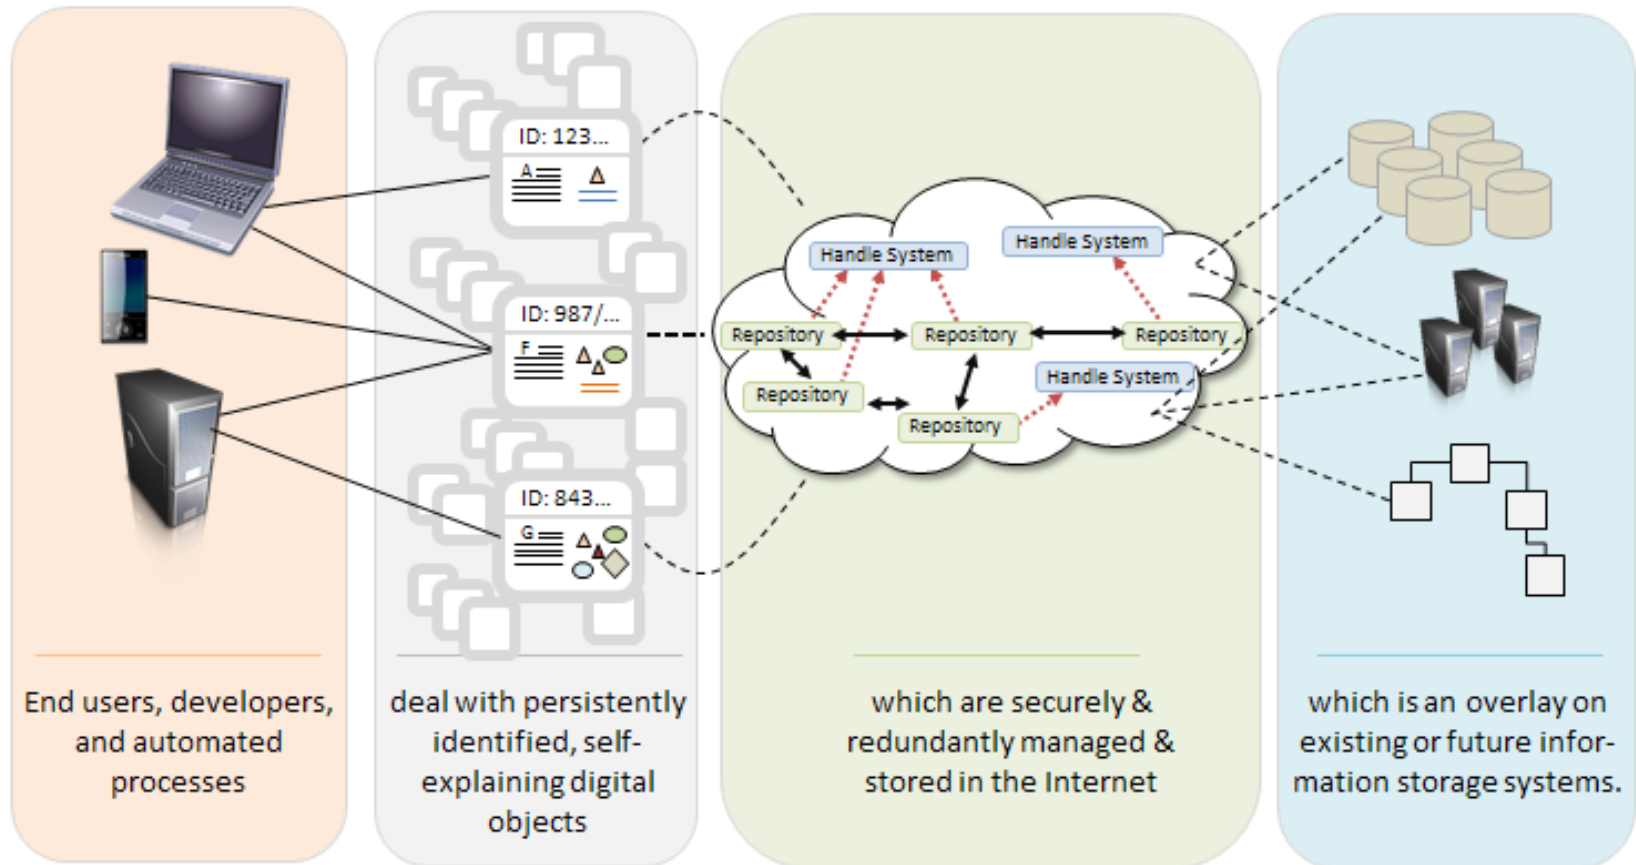 ID: 123...
A
ID: 987/...
F
ID: 843...
G
Handle System
Handle System
Repository
Repository
Repository
Handle System
Repository
Repository
End users, developers,
and automated
processes
deal with persistently
identified, self-
explaining digital
objects
which are securely &
redundantly managed &
stored in the Internet
which is an overlay on
existing or future infor-
mation storage systems.